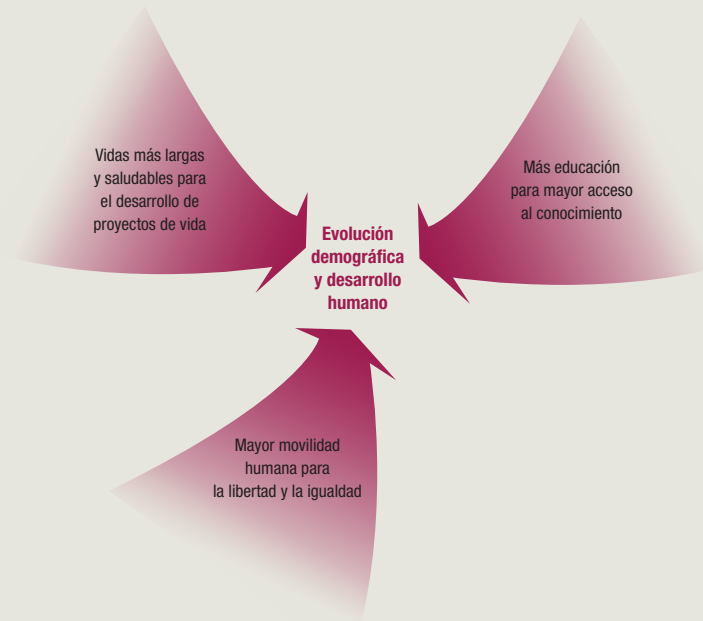 Vidas más largas
y saludables para
el desarrollo de
proyectos de vida
Más educación
para mayor acceso
al conocimiento
Evolución
demográfica
y desarrollo
humano
Mayor movilidad
humana para
la libertad y la igualdad